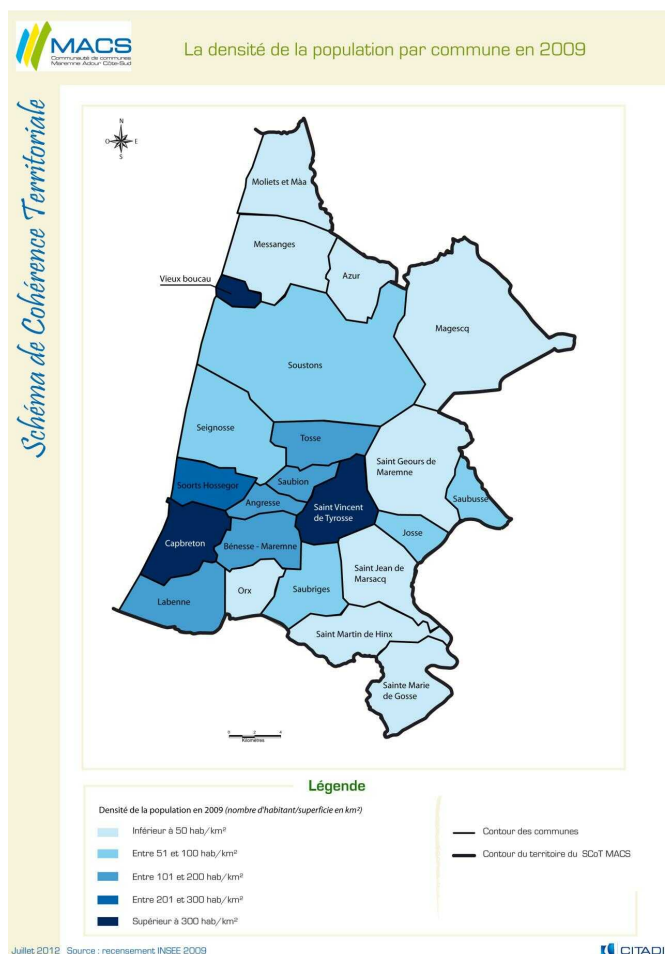 MACS
Communauté de communes
Maremne Adour Côte-Sud
La densité de la population par commune en 2009
Schéma de Cohérence Territoriale
N
O
E
S
Moliets et Màa
Messanges
Azur
Vieux boucau
Magescq
Soustons
Seignosse
Tosse
Saint Geours de
Maremne
Soorts Hossegor
Saubion
Angresse
Saint Vincent
de Tyrosse
Saubusse
Josse
Capbreton
Bénesse - Maremne
Saint Jean de
Marsacq
Labenne
Orx
Saubriges
Saint Martin de Hinx
Sainte Marie
de Gosse
0 2 4
Kilomètres
Légende
Densité de la population en 2009 (nombre d'habitant/superficie en km²)
Inférieur à 50 hab/km²
Entre 51 et 100 hab/km²
Entre 101 et 200 hab/km²
Entre 201 et 300 hab/km²
Supérieur à 300 hab/km²
Contour des communes
Contour du territoire du SCoT MACS
Juillet 2012 Source : recensement INSEE 2009
CITADI